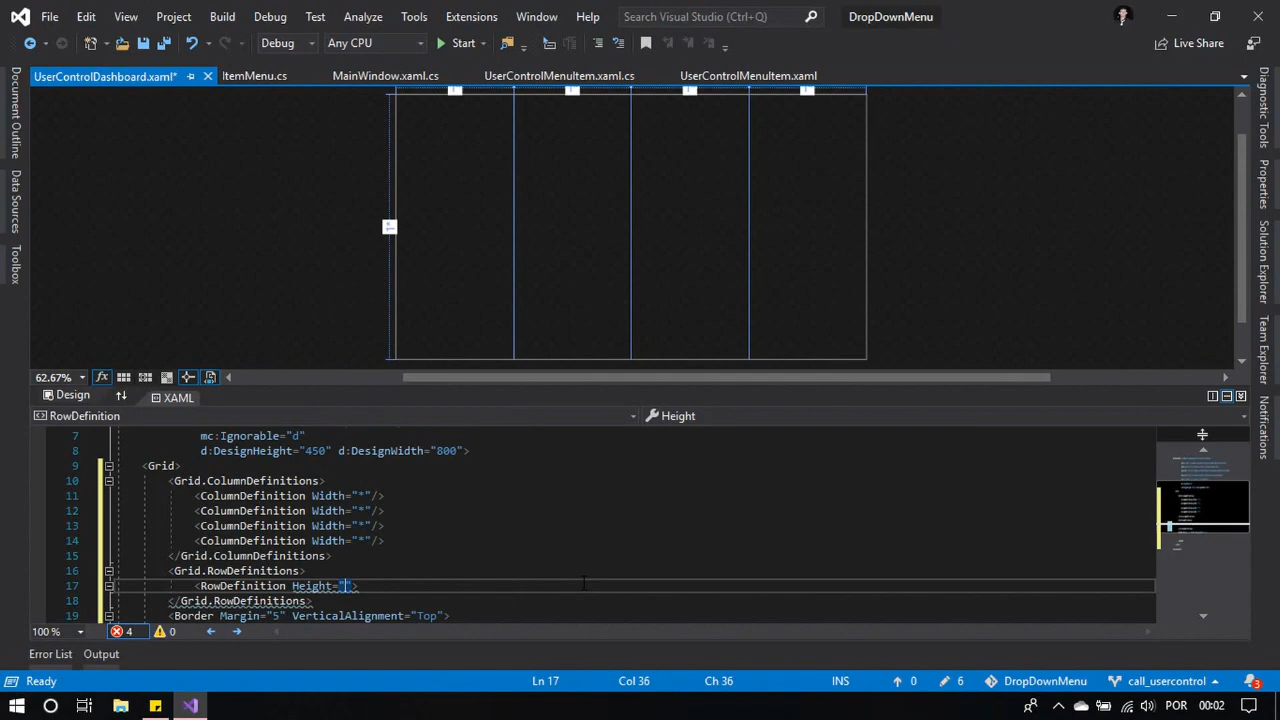 File Edit View Project Build Debug Test Analyze Tools Extensions Window Help Search Visual Studio (Ctrl+Q) DropDownMenu
Debug Any CPU Start Live Share
UserControlDashboard.xaml* ItemMenu.cs MainWindow.xaml.cs UserControlMenuItem.xaml.cs UserControlMenuItem.xaml
Document Outline
Data Sources
Toolbox
Diagnostic Tools
Properties
Solution Explorer
Team Explorer
Notifications
62.67% fx
Design XAML
RowDefinition Height
7 mc:Ignorable="d"
8 d:DesignHeight="450" d:DesignWidth="800">
9 <Grid>
10 <Grid.ColumnDefinitions>
11 <ColumnDefinition Width="*"/>
12 <ColumnDefinition Width="*"/>
13 <ColumnDefinition Width="*"/>
14 <ColumnDefinition Width="*"/>
15 </Grid.ColumnDefinitions>
16 <Grid.RowDefinitions>
17 <RowDefinition Height="">
18 </Grid.RowDefinitions>
19 <Border Margin="5" VerticalAlignment="Top">
100 % 4 0
Error List Output
Ready Ln 17 Col 36 Ch 36 INS 0 6 DropDownMenu call_usercontrol 3
POR 00:02